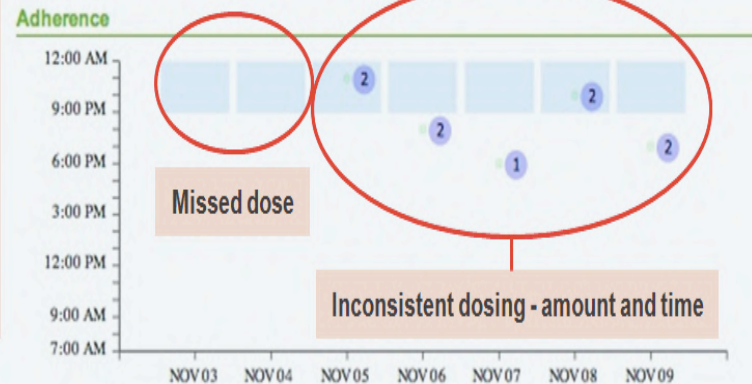 Adherence
12:00 AM
9:00 PM
6:00 PM
3:00 PM
12:00 PM
9:00 AM
7:00 AM
2
2
1
2
2
Missed dose
Inconsistent dosing - amount and time
NOV 03 NOV 04 NOV 05 NOV 06 NOV 07 NOV 08 NOV 09